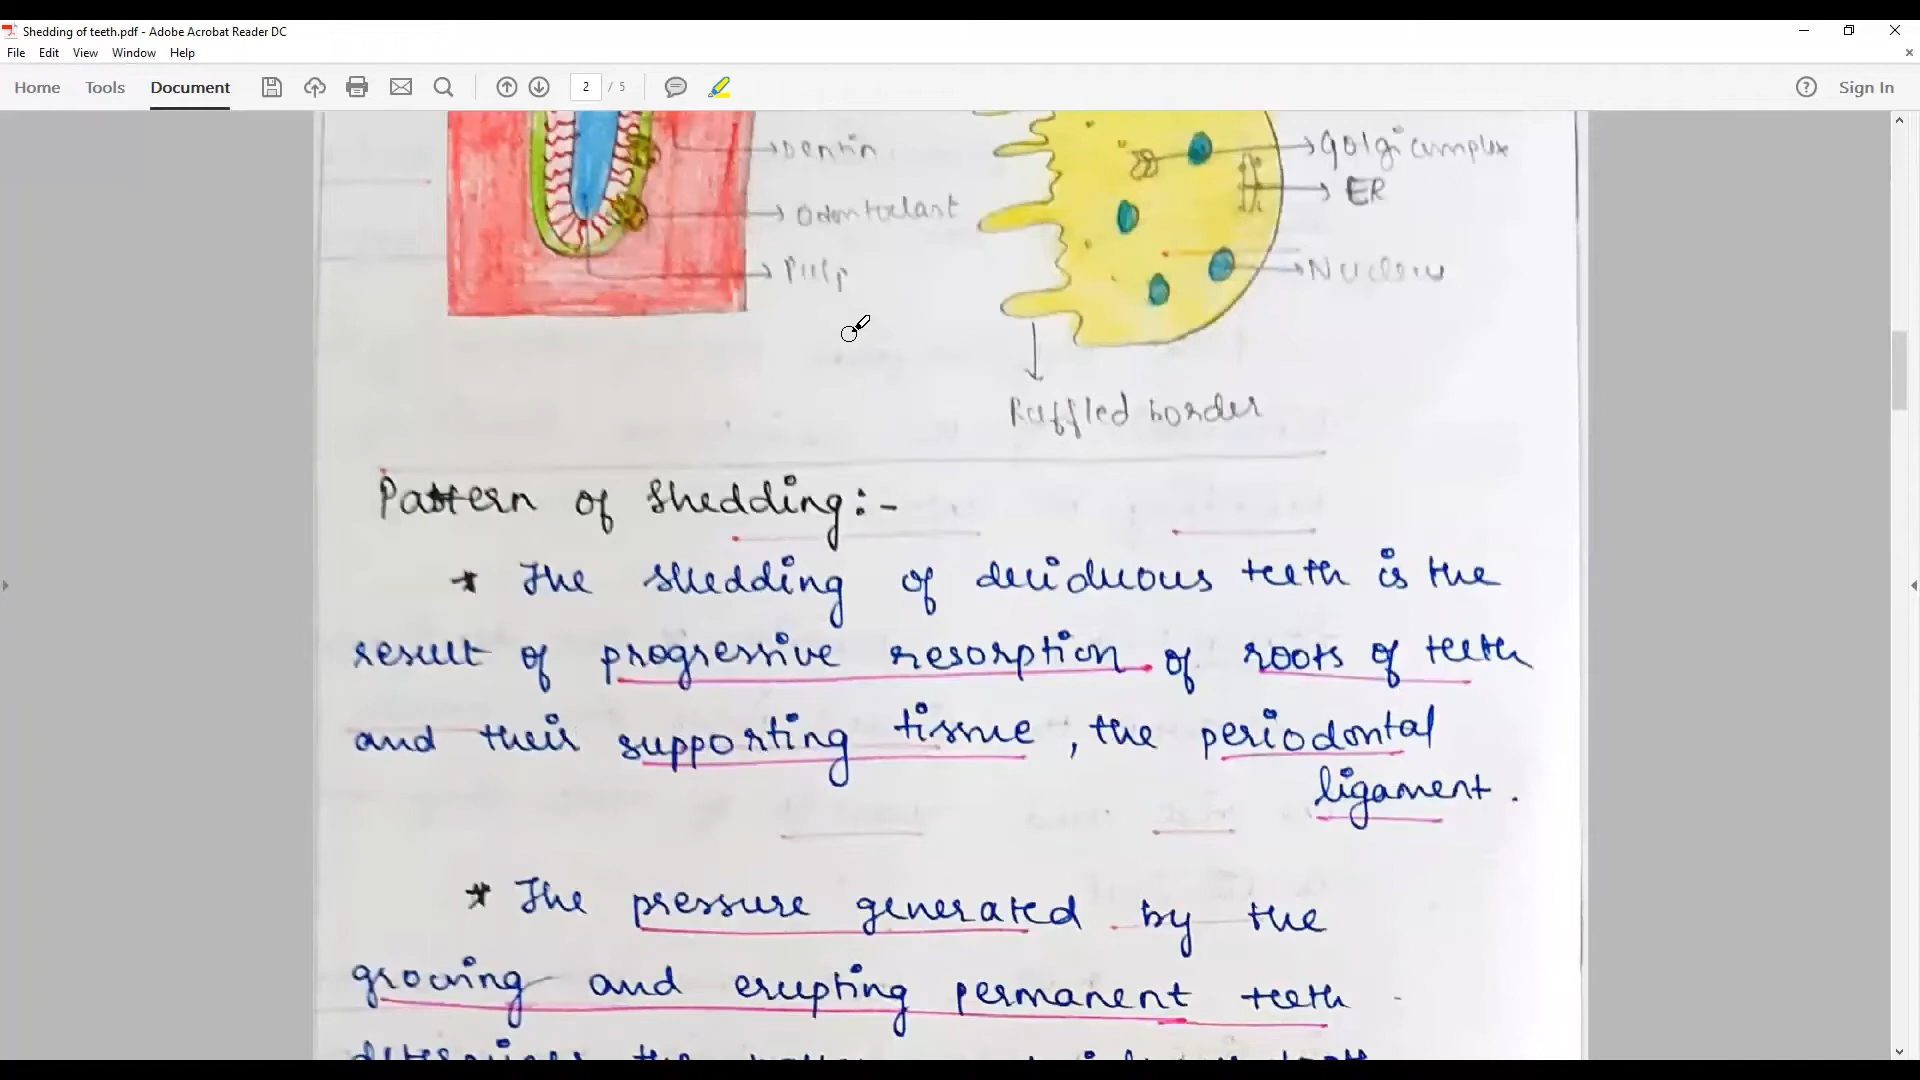 Shedding of teeth.pdf - Adobe Acrobat Reader DC
File Edit View Window Help
Home Tools Document 2 / 5 Sign In
Dentin
Odontoclast
Pulp
Golgi complex
ER
Nucleus
Ruffled border
Pattern of Shedding:-
* The shedding of deciduous teeth is the
result of progressive resorption of roots of teeth
and their supporting tissue, the periodontal
ligament.
* The pressure generated by the
growing and erupting permanent teeth